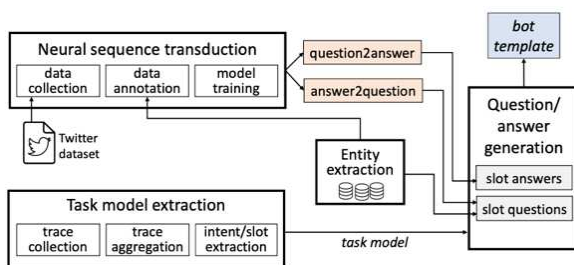 Neural sequence transduction
data
collection
data
annotation
model
training
Twitter
dataset
question2answer
answer2question
Entity
extraction
Task model extraction
trace
collection
trace
aggregation
intent/slot
extraction
task model
bot
template
Question/
answer
generation
slot answers
slot questions